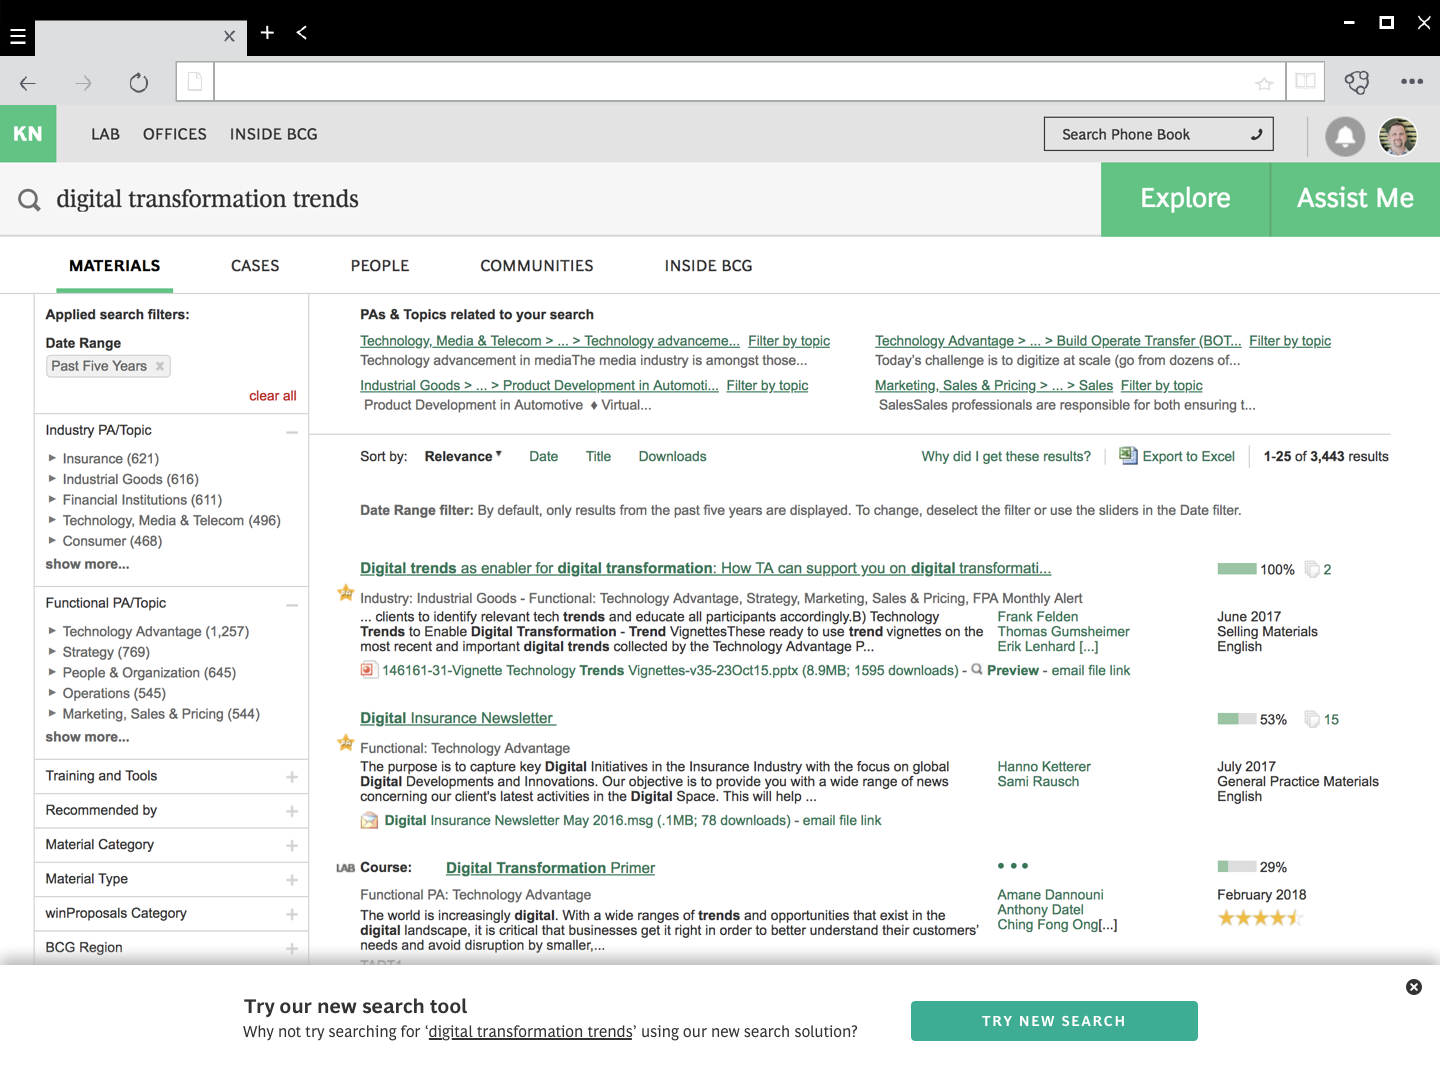 KN LAB OFFICES INSIDE BCG Search Phone Book
digital transformation trends Explore Assist Me
MATERIALS CASES PEOPLE COMMUNITIES INSIDE BCG
Applied search filters:
Date Range
Past Five Years x
clear all
Industry PA/Topic
Insurance (621)
Industrial Goods (616)
Financial Institutions (611)
Technology, Media & Telecom (496)
Consumer (468)
show more...
Functional PA/Topic
Technology Advantage (1,257)
Strategy (769)
People & Organization (645)
Operations (545)
Marketing, Sales & Pricing (544)
show more...
Training and Tools
Recommended by
Material Category
Material Type
winProposals Category
BCG Region
PAs & Topics related to your search
Technology, Media & Telecom > ... > Technology advanceme... Filter by topic
Technology advancement in mediaThe media industry is amongst those...
Industrial Goods > ... > Product Development in Automoti... Filter by topic
Product Development in Automotive ♦ Virtual...
Technology Advantage > ... > Build Operate Transfer (BOT... Filter by topic
Today's challenge is to digitize at scale (go from dozens of...
Marketing, Sales & Pricing > ... > Sales Filter by topic
SalesSales professionals are responsible for both ensuring t...
Sort by: Relevance Date Title Downloads Why did I get these results? Export to Excel 1-25 of 3,443 results
Date Range filter: By default, only results from the past five years are displayed. To change, deselect the filter or use the sliders in the Date filter.
Digital trends as enabler for digital transformation: How TA can support you on digital transformati... 100% 2
Industry: Industrial Goods - Functional: Technology Advantage, Strategy, Marketing, Sales & Pricing, FPA Monthly Alert
... clients to identify relevant tech trends and educate all participants accordingly.B) Technology
Trends to Enable Digital Transformation - Trend VignettesThese ready to use trend vignettes on the
most recent and important digital trends collected by the Technology Advantage P...
Frank Felden
Thomas Gumsheimer
Erik Lenhard [...]
June 2017
Selling Materials
English
146161-31-Vignette Technology Trends Vignettes-v35-23Oct15.pptx (8.9MB; 1595 downloads) - Preview - email file link
Digital Insurance Newsletter 53% 15
Functional: Technology Advantage
The purpose is to capture key Digital Initiatives in the Insurance Industry with the focus on global
Digital Developments and Innovations. Our objective is to provide you with a wide range of news
concerning our client's latest activities in the Digital Space. This will help ...
Hanno Ketterer
Sami Rausch
July 2017
General Practice Materials
English
Digital Insurance Newsletter May 2016.msg (.1MB; 78 downloads) - email file link
LAB Course: Digital Transformation Primer 29%
Functional PA: Technology Advantage
The world is increasingly digital. With a wide ranges of trends and opportunities that exist in the
digital landscape, it is critical that businesses get it right in order to better understand their customers'
needs and avoid disruption by smaller,...
Amane Dannouni
Anthony Datel
Ching Fong Ong[...]
February 2018
Try our new search tool
Why not try searching for 'digital transformation trends' using our new search solution?
TRY NEW SEARCH